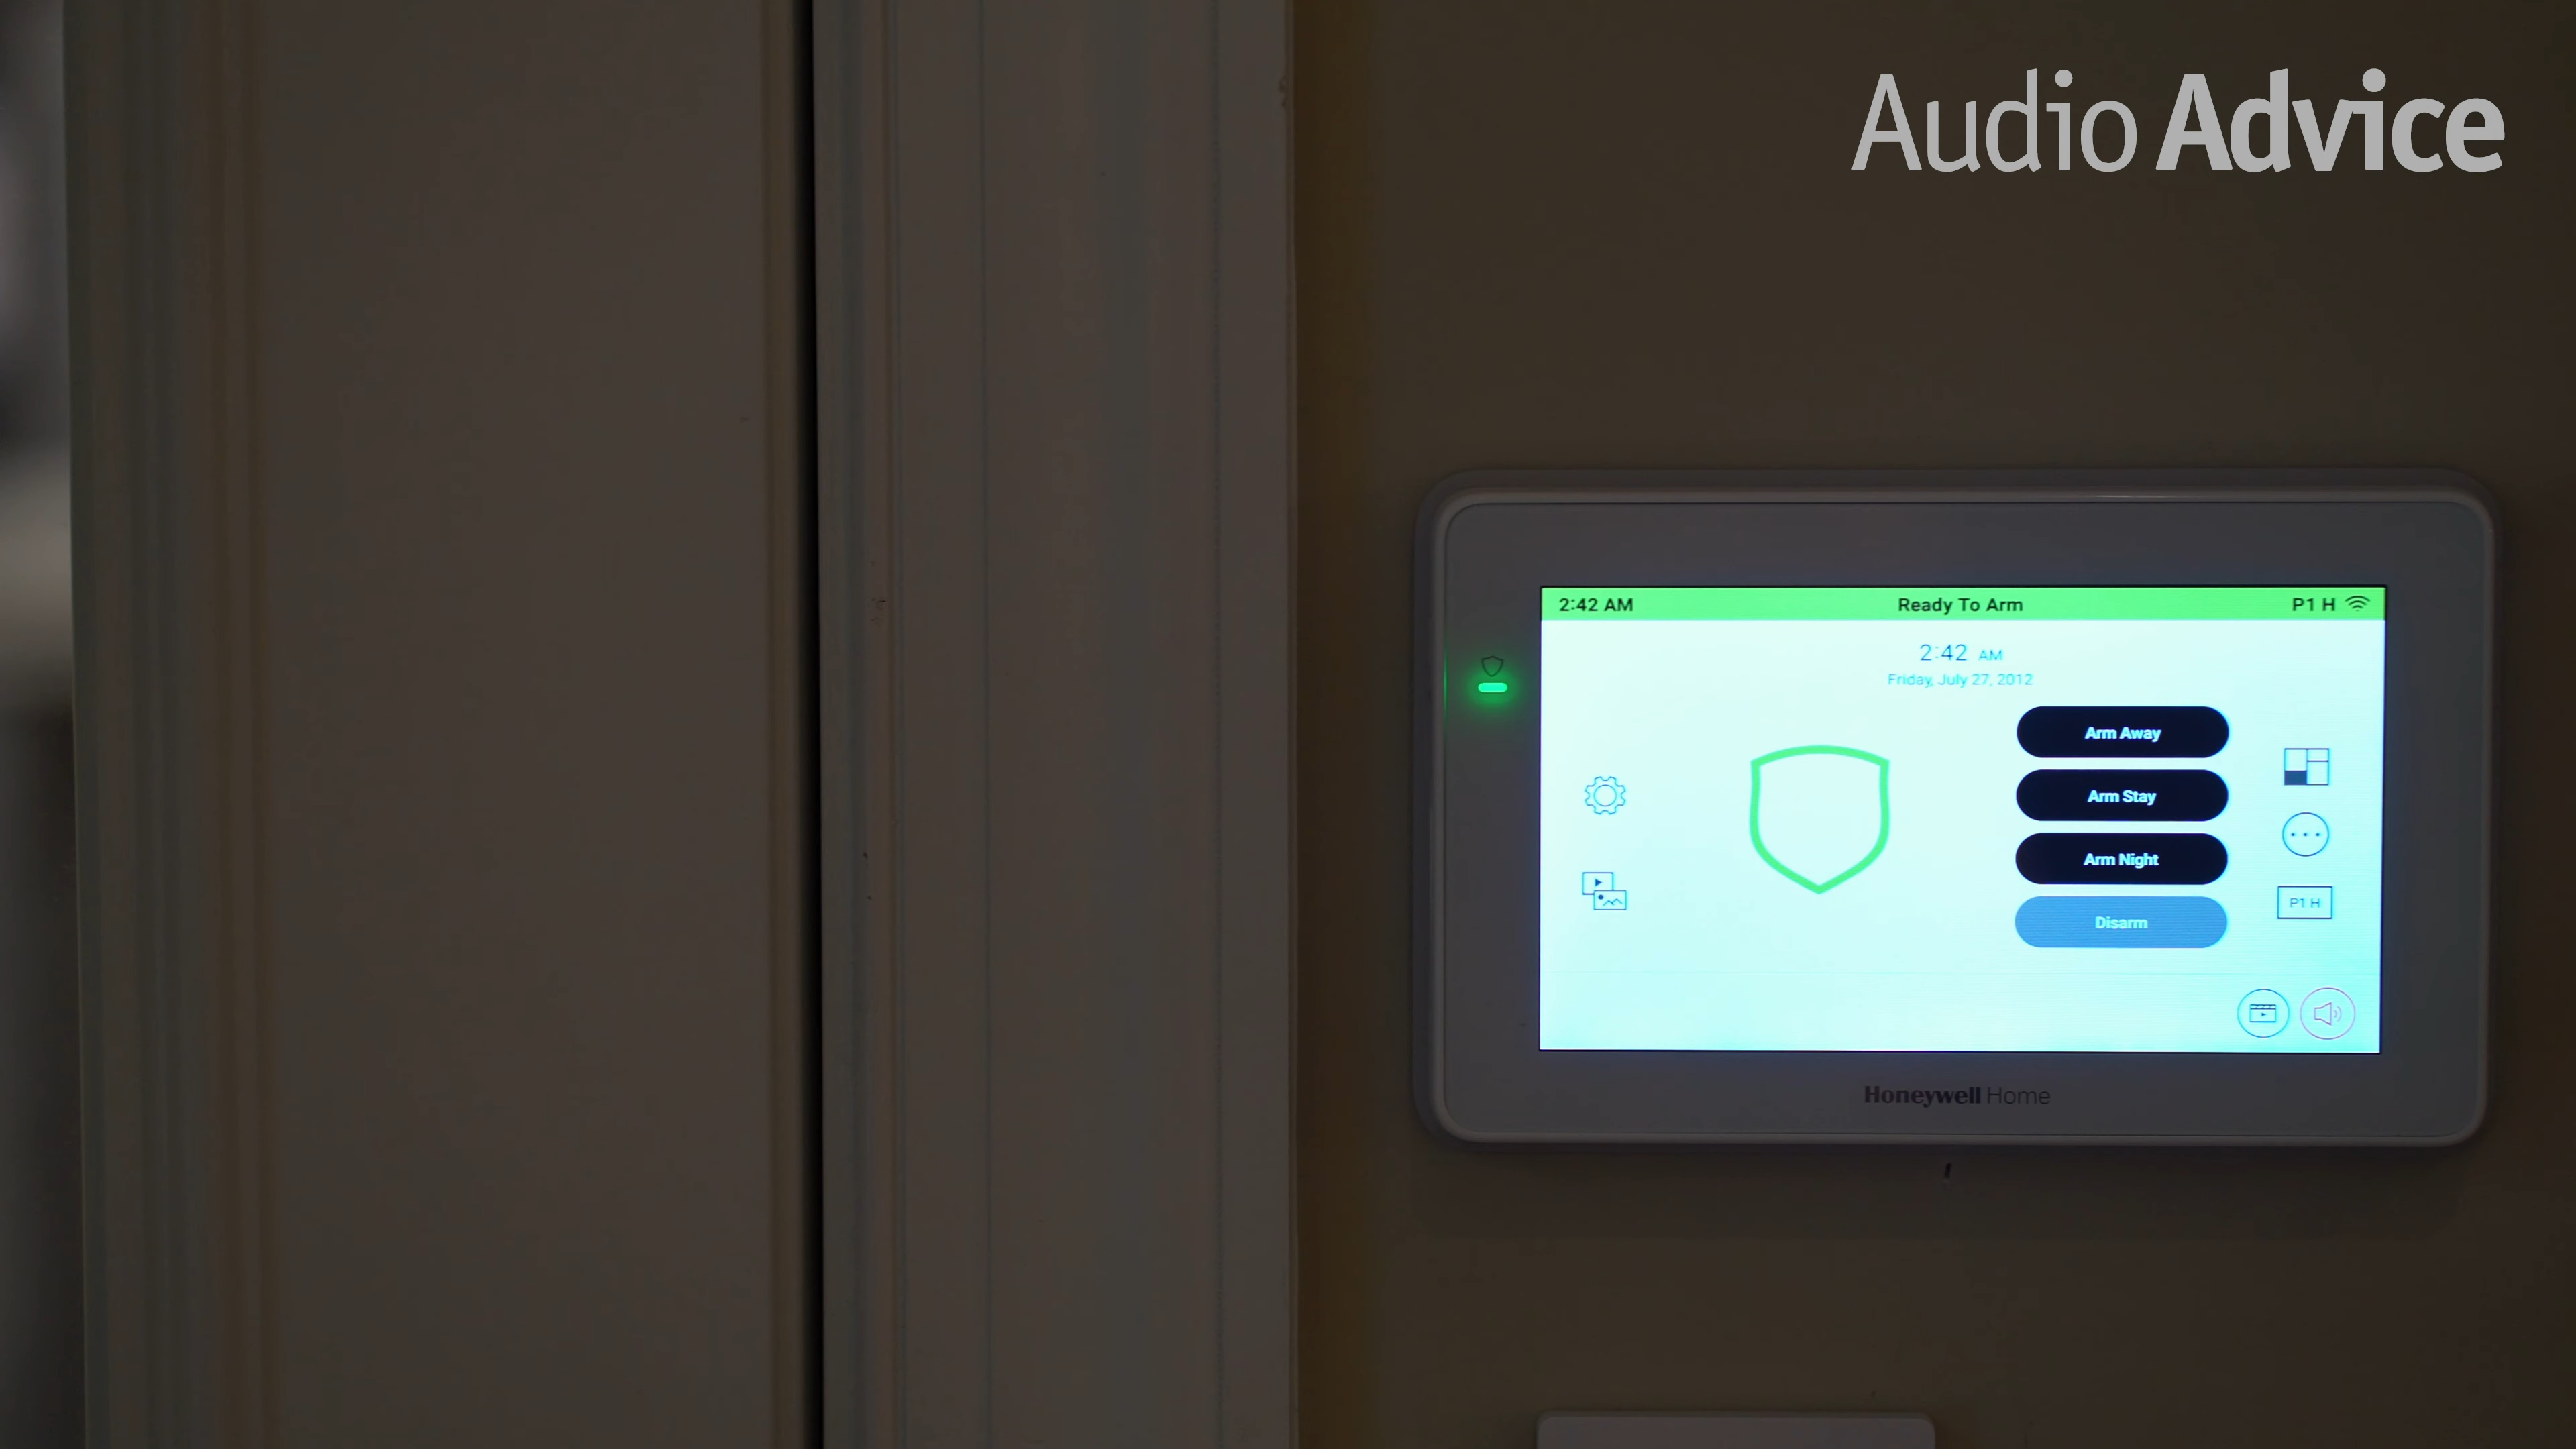 Audio Advice
2:42 AM Ready To Arm P1 H
2:42 AM
Friday, July 27, 2012
Arm Away
Arm Stay
Arm Night
P1 H
Disarm
Honeywell Home